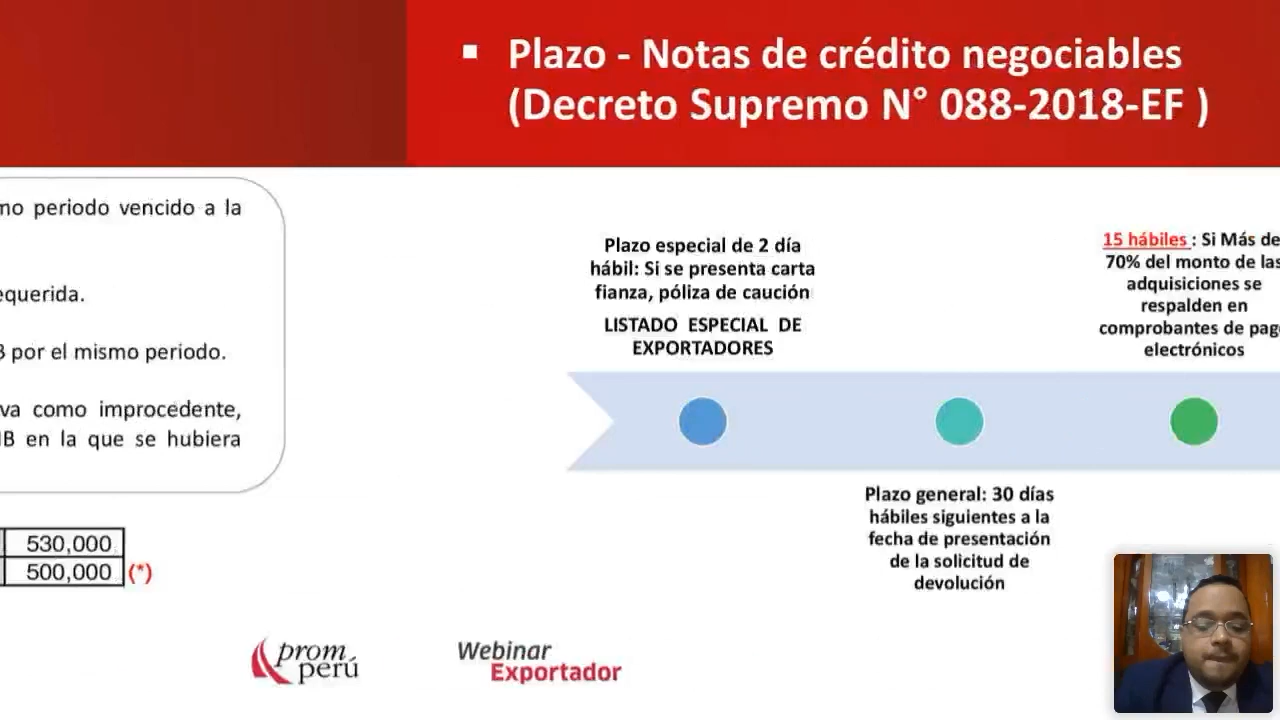 ▪ Plazo - Notas de crédito negociables
(Decreto Supremo N° 088-2018-EF )
periodo vencido a la
por el mismo periodo.
como improcedente,
en la que se hubiera
530,000
500,000 (*)
Plazo especial de 2 día
hábil: Si se presenta carta
fianza, póliza de caución
LISTADO ESPECIAL DE
EXPORTADORES
Plazo general: 30 días
hábiles siguientes a la
fecha de presentación
de la solicitud de
devolución
15 hábiles : Si Más de
70% del monto de las
adquisiciones se
respalden en
comprobantes de pago
electrónicos
prom
perú
Webinar
Exportador